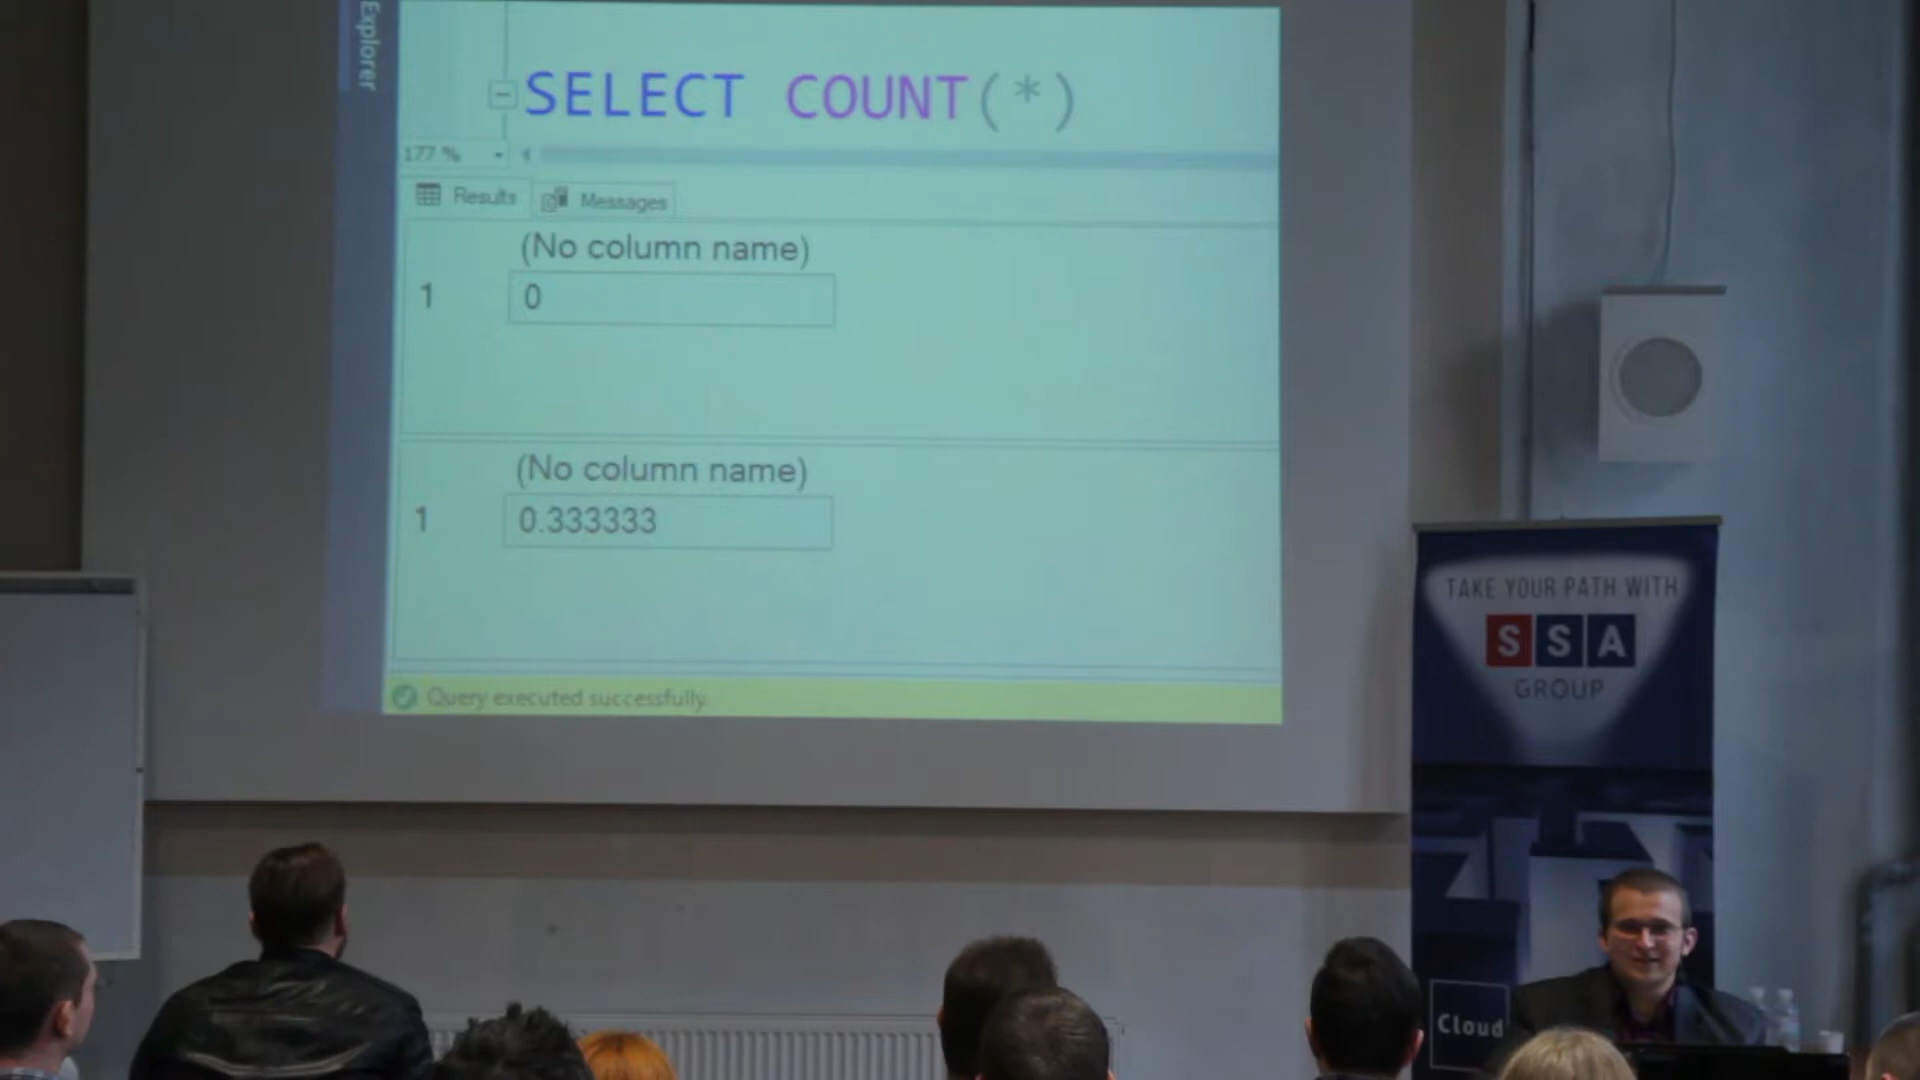 Explorer
SELECT COUNT(*)
177 %
Results Messages
(No column name)
1 0
(No column name)
1 0.333333
Query executed successfully.
TAKE YOUR PATH WITH
SSA
GROUP
Cloud